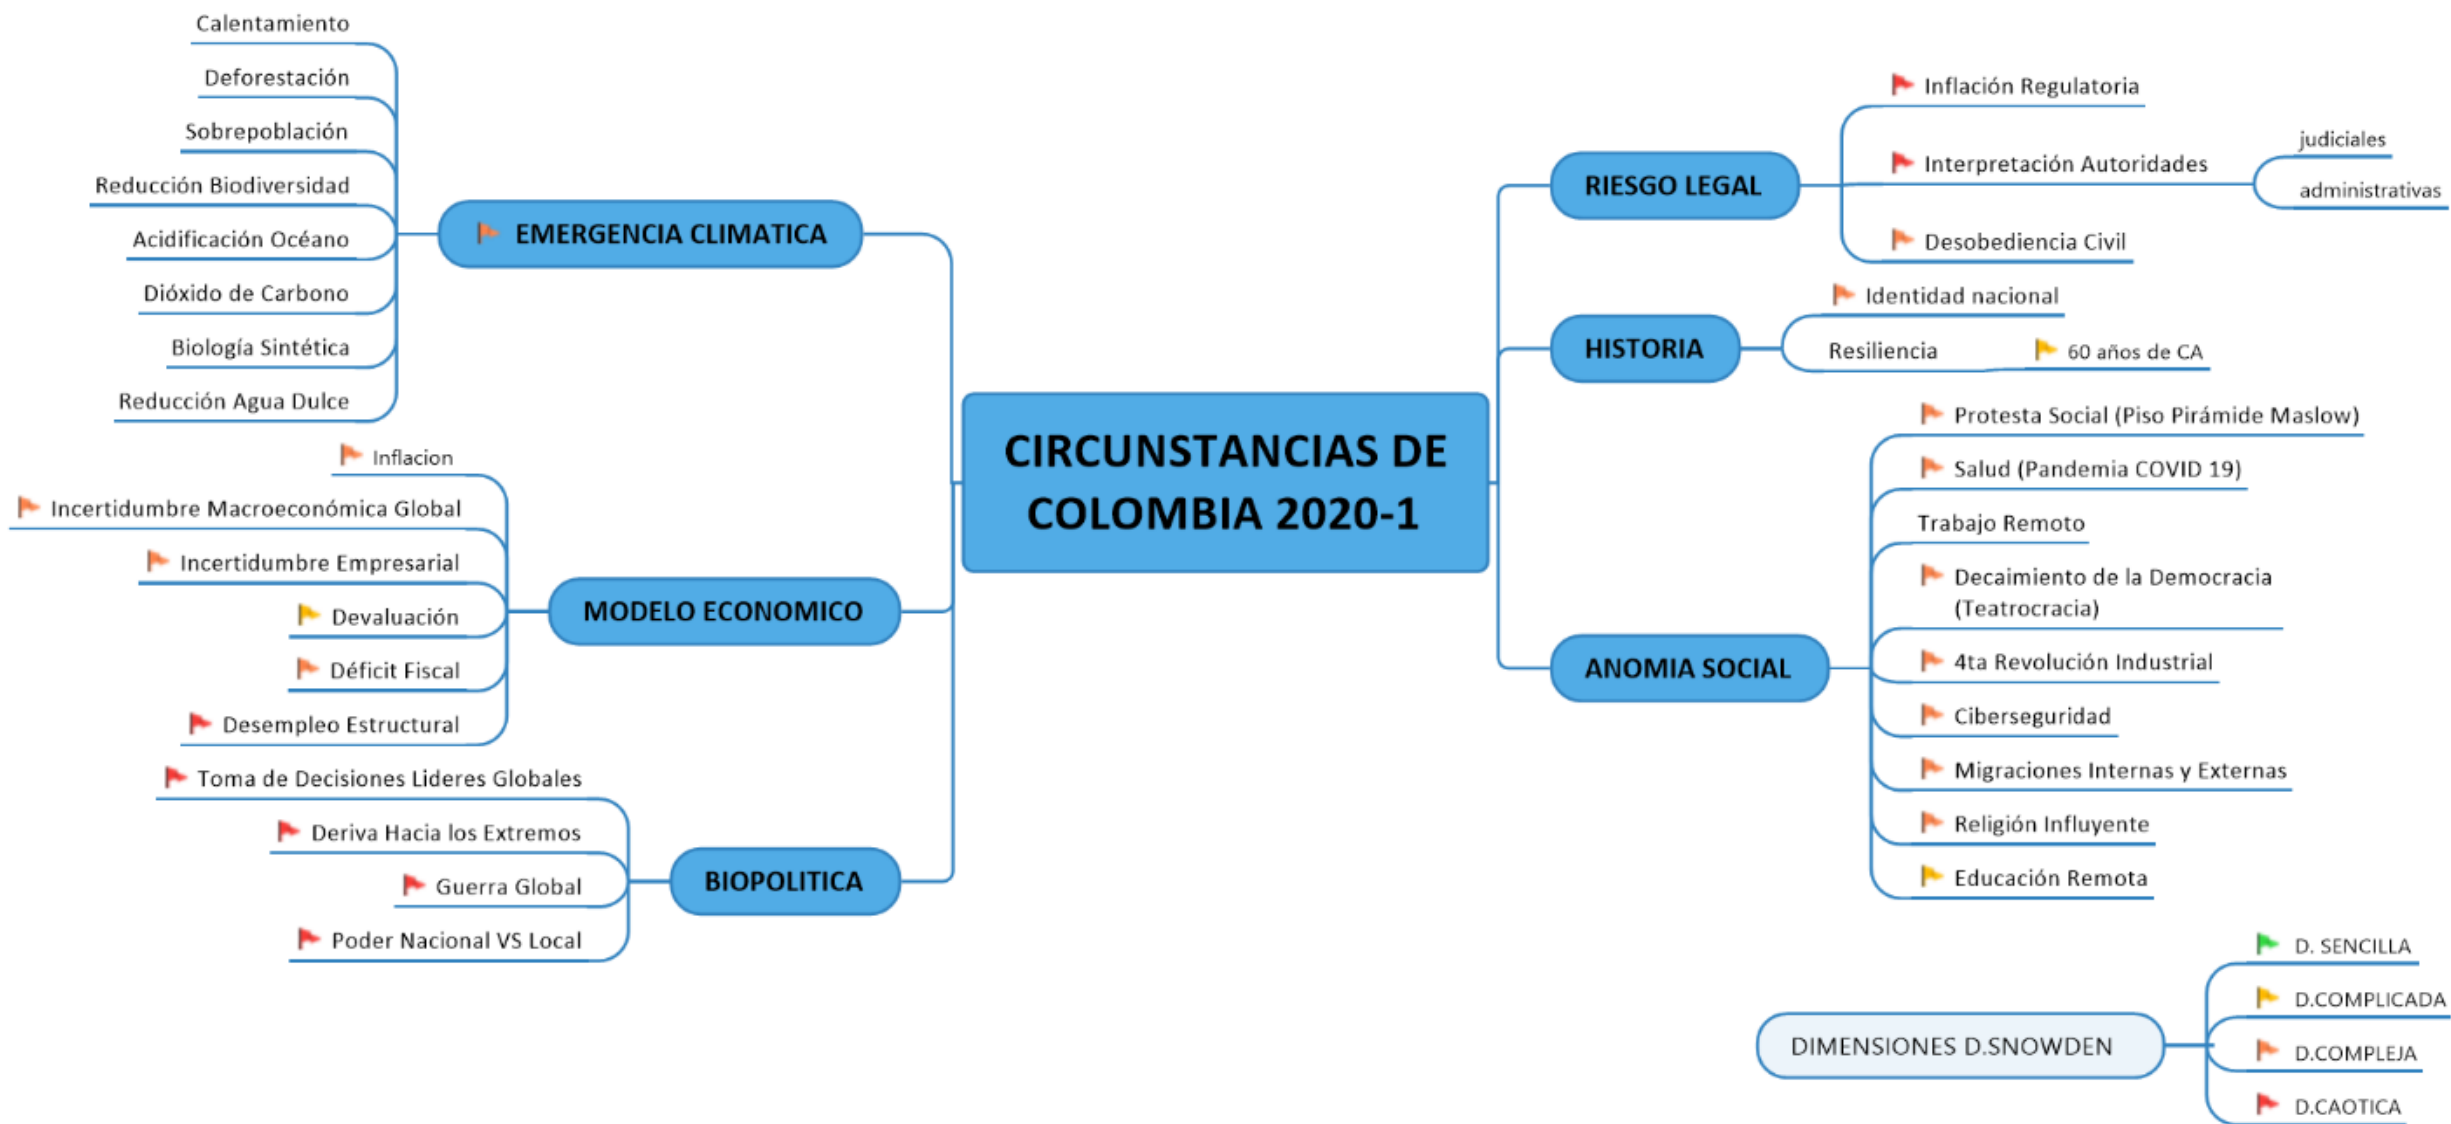 CIRCUNSTANCIAS DE
COLOMBIA 2020-1
EMERGENCIA CLIMATICA
Calentamiento
Deforestación
Sobrepoblación
Reducción Biodiversidad
Acidificación Océano
Dióxido de Carbono
Biología Sintética
Reducción Agua Dulce
MODELO ECONOMICO
Inflacion
Incertidumbre Macroeconómica Global
Incertidumbre Empresarial
Devaluación
Déficit Fiscal
Desempleo Estructural
BIOPOLITICA
Toma de Decisiones Lideres Globales
Deriva Hacia los Extremos
Guerra Global
Poder Nacional VS Local
RIESGO LEGAL
Inflación Regulatoria
Interpretación Autoridades
judiciales
administrativas
Desobediencia Civil
HISTORIA
Identidad nacional
Resiliencia
60 años de CA
ANOMIA SOCIAL
Protesta Social (Piso Pirámide Maslow)
Salud (Pandemia COVID 19)
Trabajo Remoto
Decaimiento de la Democracia
(Teatrocracia)
4ta Revolución Industrial
Ciberseguridad
Migraciones Internas y Externas
Religión Influyente
Educación Remota
DIMENSIONES D.SNOWDEN
D. SENCILLA
D.COMPLICADA
D.COMPLEJA
D.CAOTICA